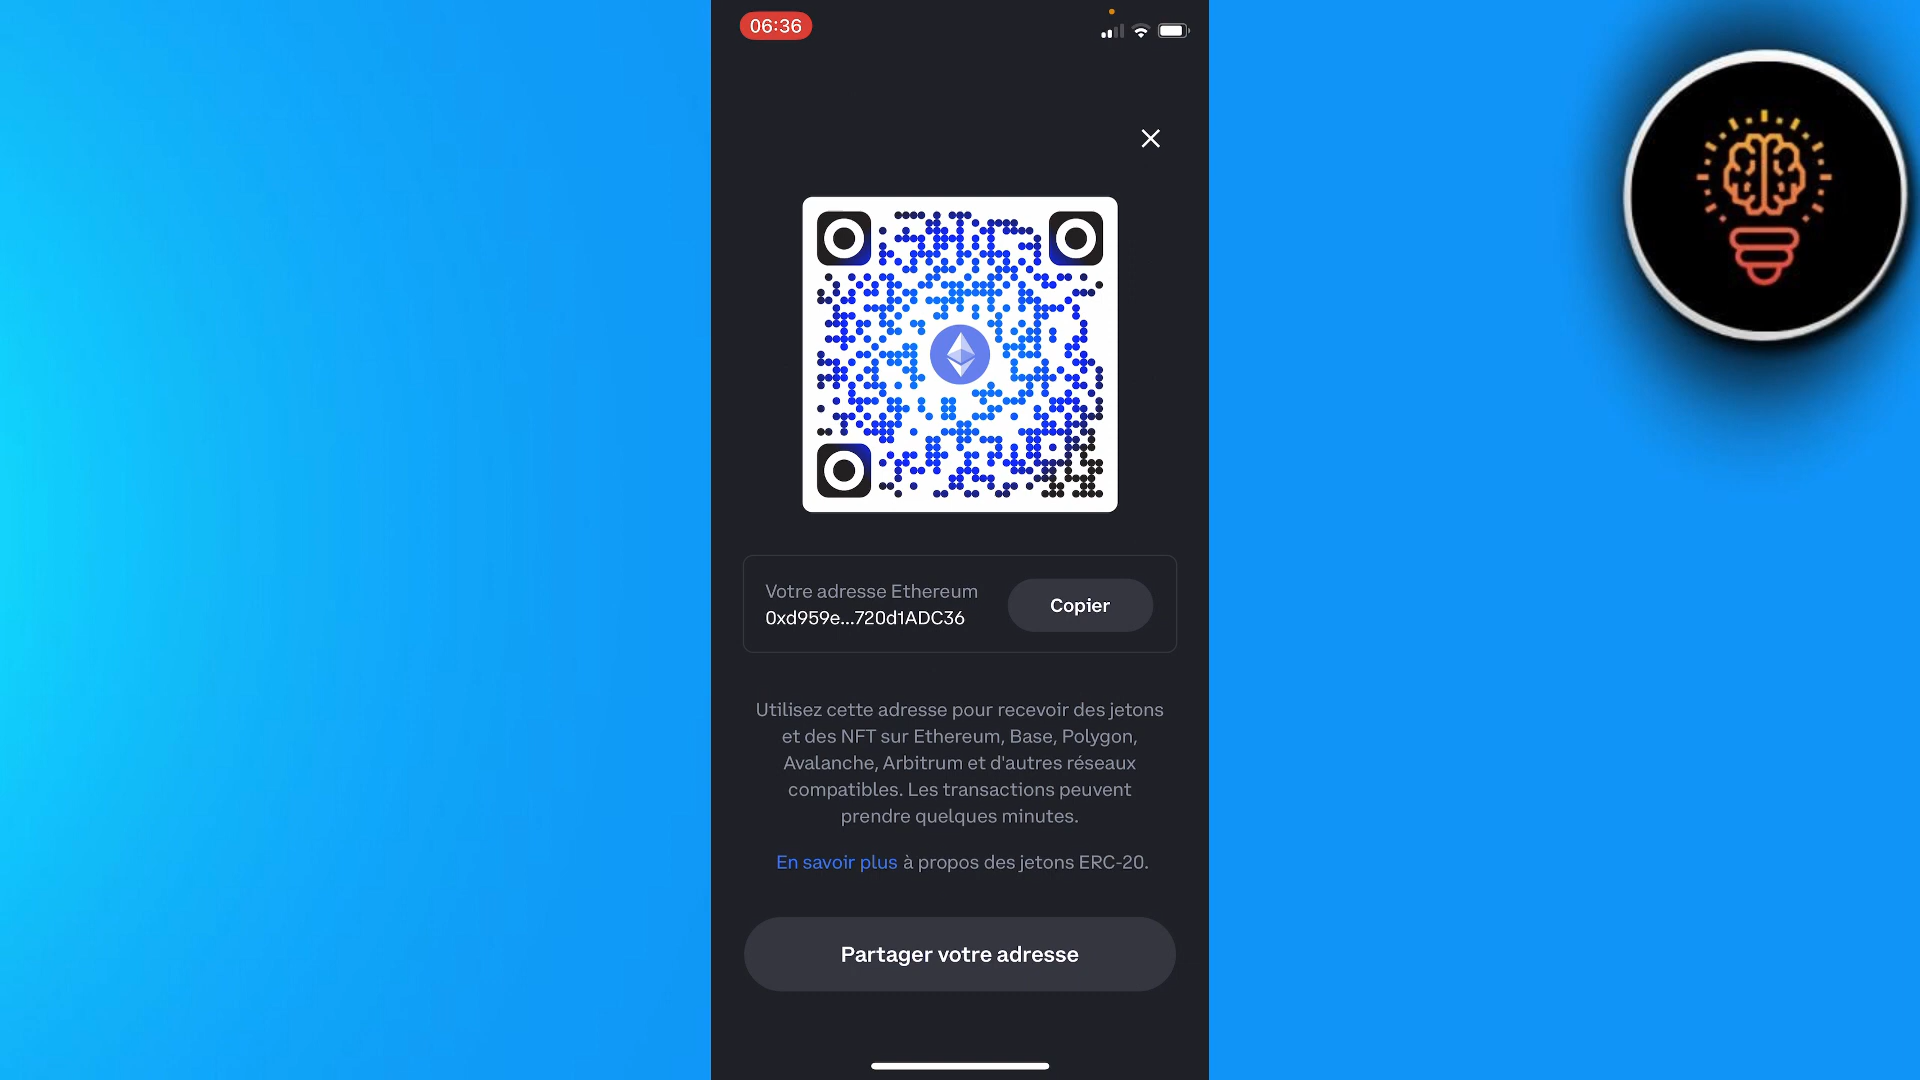 06:36
Votre adresse Ethereum
0xd959e...720d1ADC36
Copier
Utilisez cette adresse pour recevoir des jetons
et des NFT sur Ethereum, Base, Polygon,
Avalanche, Arbitrum et d'autres réseaux
compatibles. Les transactions peuvent
prendre quelques minutes.
En savoir plus à propos des jetons ERC-20.
Partager votre adresse